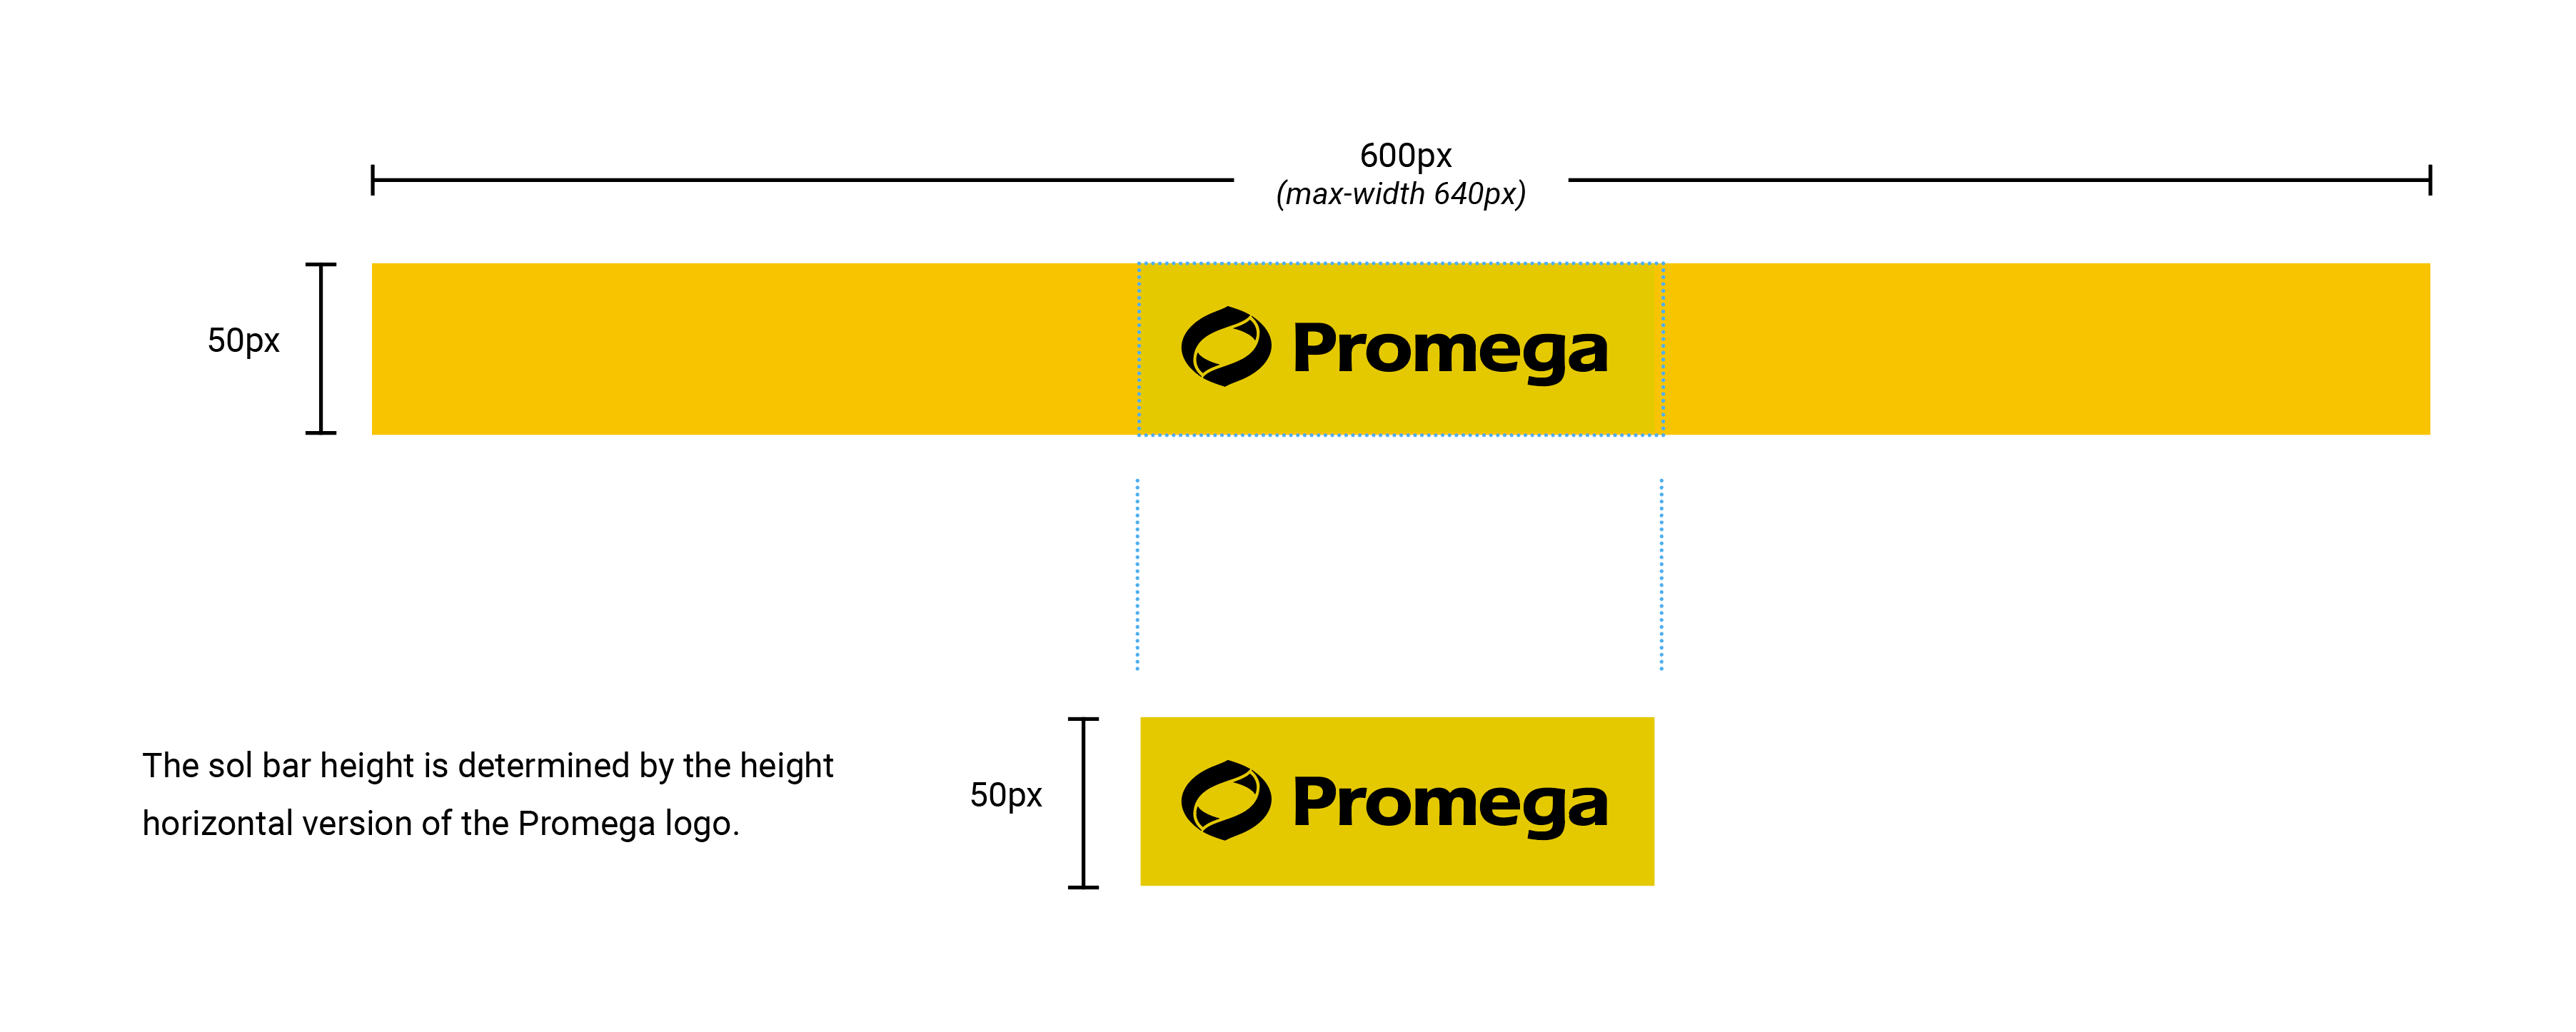 600px
(max-width 640px)
50px
Promega
The sol bar height is determined by the height
horizontal version of the Promega logo.
50px
Promega